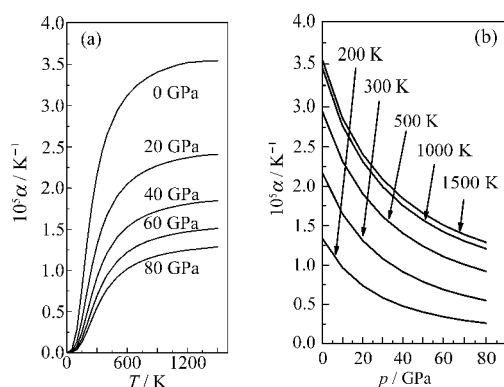 (a)
4.0
3.5
3.0
2.5
2.0
1.5
1.0
0.5
0.0
10⁵α / K⁻¹
0 GPa
20 GPa
40 GPa
60 GPa
80 GPa
0 600 1200
T / K
(b)
4.0
3.5
3.0
2.5
2.0
1.5
1.0
0.5
0.0
10⁵α / K⁻¹
200 K
300 K
500 K
1000 K
1500 K
0 20 40 60 80
p / GPa